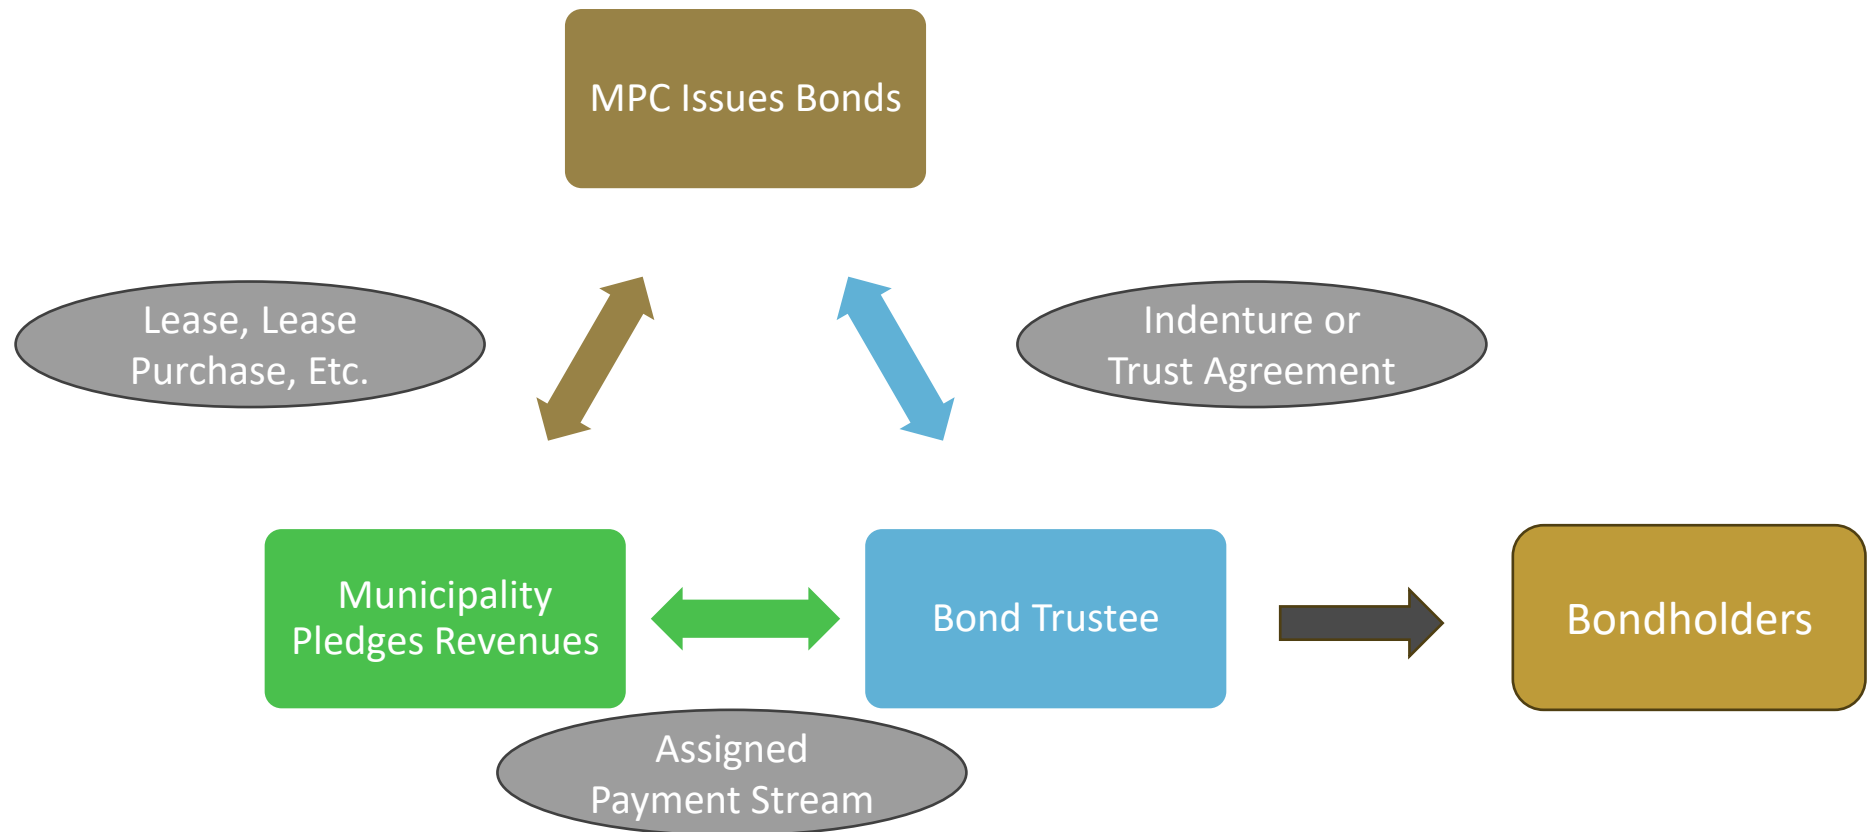 MPC Issues Bonds
Lease, Lease
Purchase, Etc.
Indenture or
Trust Agreement
Municipality
Pledges Revenues
Bond Trustee
Bondholders
Assigned
Payment Stream